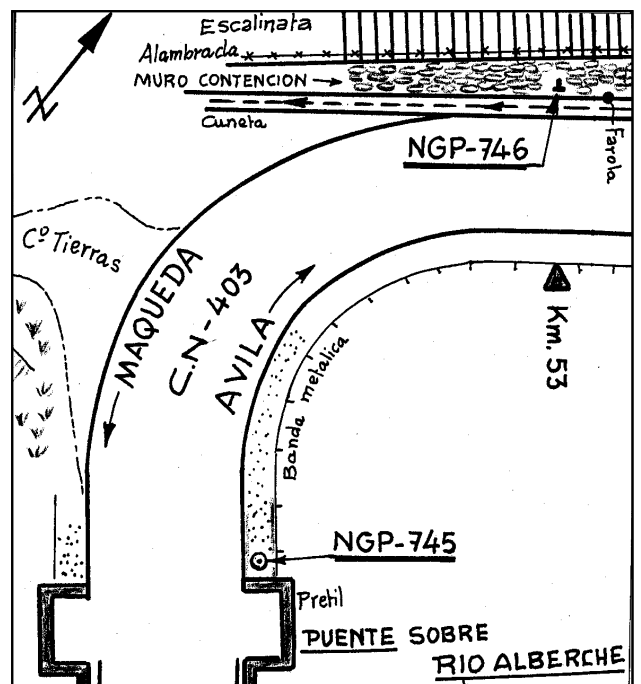 Escalinata
Alambrada
MURO CONTENCION
Cuneta
NGP-746
Farola
N
Cº Tierras
MAQUEDA
C.N-403
AVILA
Banda metalica
Km. 53
NGP-745
Pretil
PUENTE SOBRE
RIO ALBERCHE